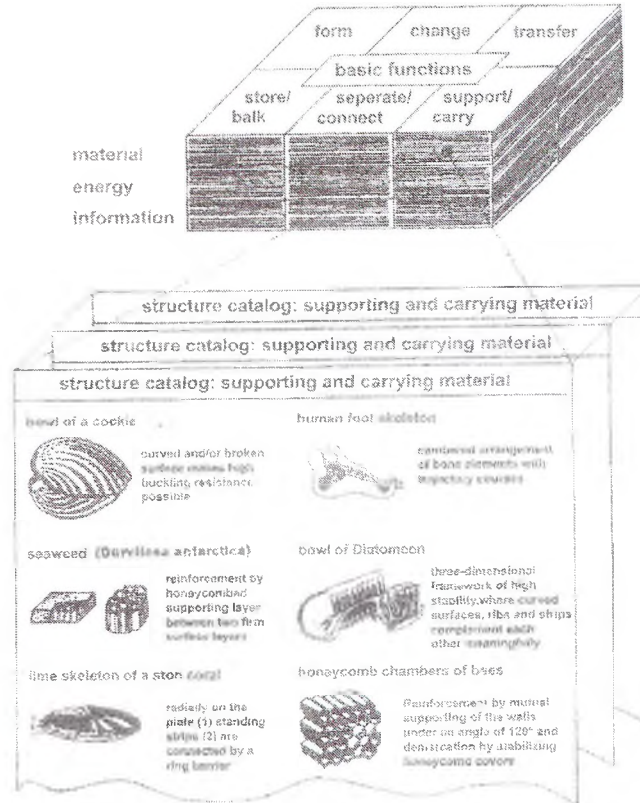 form change transfer
basic functions
store/ seperate/ support/
balk connect carry
material
energy
information
structure catalog: supporting and carrying material
structure catalog: supporting and carrying material
structure catalog: supporting and carrying material
bowl of a cockle
curved and/or broken
surface makes high
buckling resistance
possible
human foot skeleton
cambered arrangement
of bone elements with
trajectory courses
seaweed (Durvillaea antarctica)
reinforcement by
honeycombed
supporting layer
between two firm
surface layers
bowl of Diatomeen
three-dimensional
framework of high
stability,where curved
surfaces, ribs and ships
complement each
other meaningfully
lime skeleton of a ston coral
radially on the
plate (1) standing
strips (2) are
connected by a
ring barrier
honeycomb chambers of bees
Reinforcement by mutual
supporting of the walls
under an angle of 120° and
demarcation by stabilizing
honeycomb covers